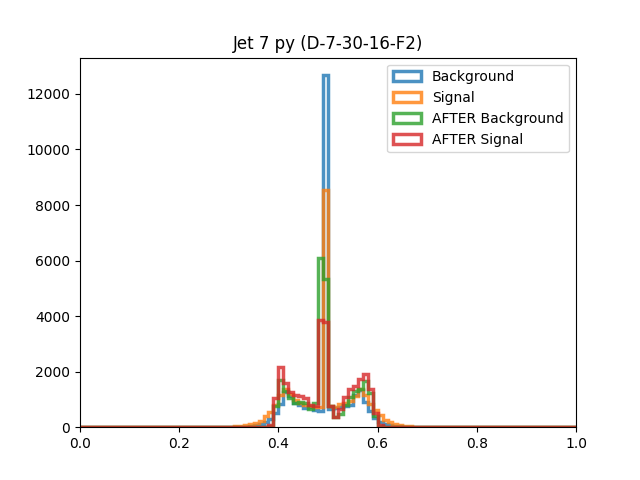 Jet 7 py (D-7-30-16-F2)
Background
Signal
AFTER Background
AFTER Signal
12000
10000
8000
6000
4000
2000
0
0.0 0.2 0.4 0.6 0.8 1.0